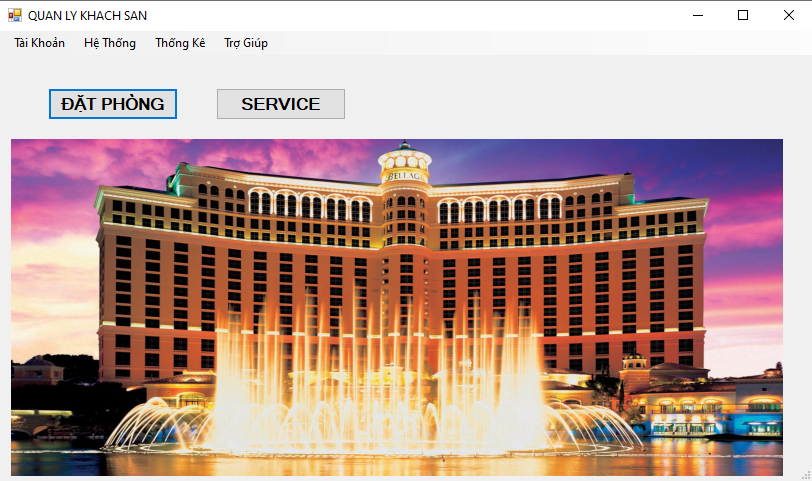 QUAN LY KHACH SAN
Tài Khoản Hệ Thống Thống Kê Trợ Giúp
ĐẶT PHÒNG SERVICE
BELLAGIO